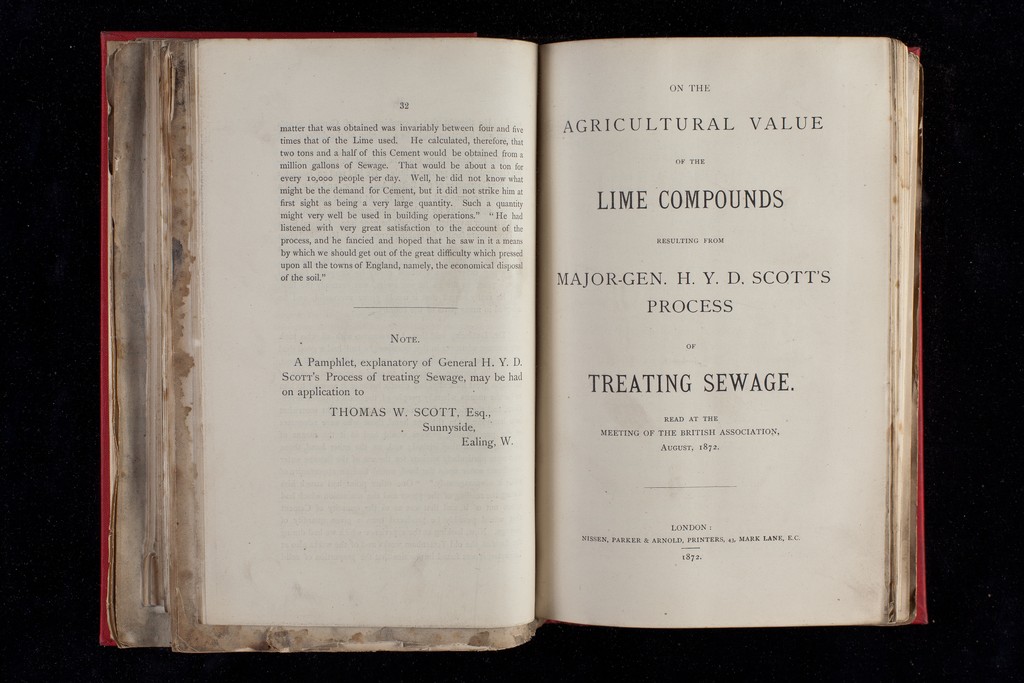 32
matter that was obtained was invariably between four and five
times that of the Lime used. He calculated, therefore, that
two tons and a half of this Cement would be obtained from a
million gallons of Sewage. That would be about a ton for
every 10,000 people per day. Well, he did not know what
might be the demand for Cement, but it did not strike him at
first sight as being a very large quantity. Such a quantity
might very well be used in building operations.” “ He had
listened with very great satisfaction to the account of the
process, and he fancied and hoped that he saw in it a means
by which we should get out of the great difficulty which pressed
upon all the towns of England, namely, the economical disposal
of the soil.”
NOTE.
A Pamphlet, explanatory of General H. Y. D.
SCOTT'S Process of treating Sewage, may be had
on application to
THOMAS W. SCOTT, Esq.,
Sunnyside,
Ealing, W.
ON THE
AGRICULTURAL VALUE
OF THE
LIME COMPOUNDS
RESULTING FROM
MAJOR-GEN. H. Y. D. SCOTT'S
PROCESS
OF
TREATING SEWAGE.
READ AT THE
MEETING OF THE BRITISH ASSOCIATION,
AUGUST, 1872.
LONDON :
NISSEN, PARKER & ARNOLD, PRINTERS, 43, MARK LANE, E.C.
1872.